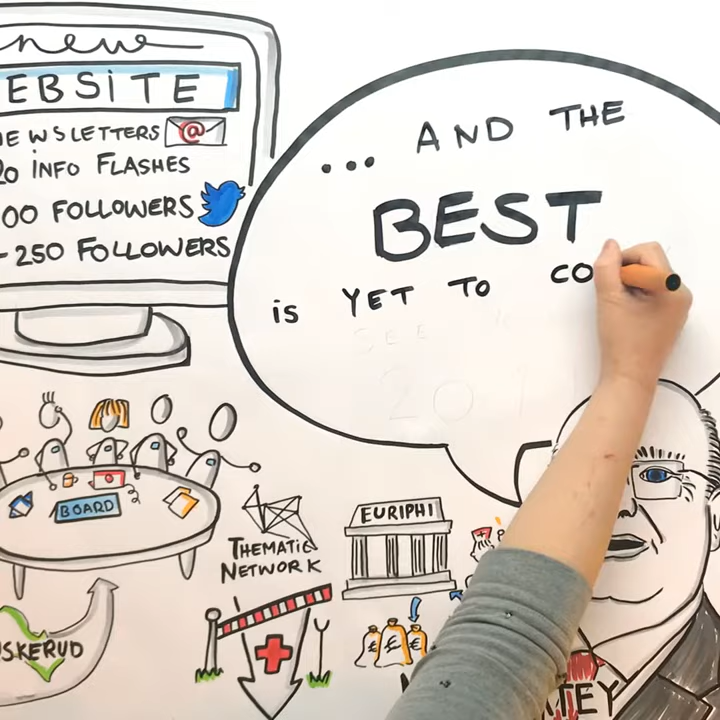 new
EBSITE
EWSLETTERS @
20 INFO FLASHES
00 FOLLOWERS
- 250 FOLLOWERS
... AND THE
BEST
is YET TO CO
BOARD
THEMATIC
NETWORK
EURIPHI
€ € €
SKERUD
TEY